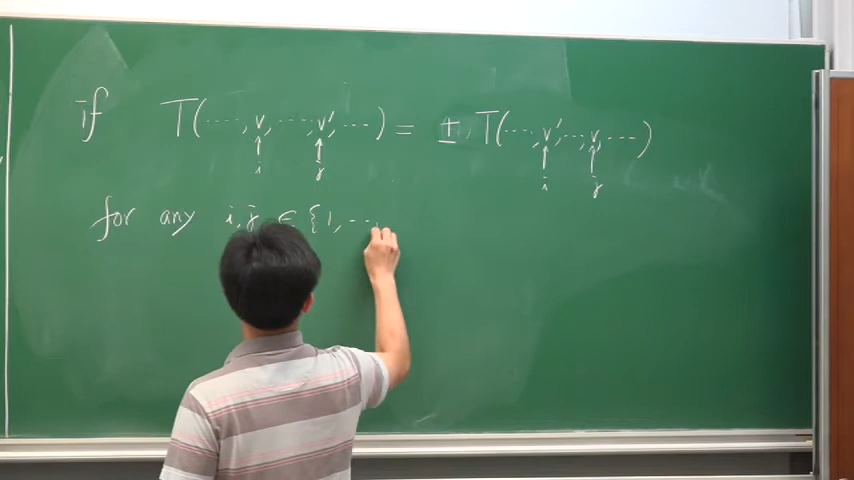 if T(····, v, ····, v', ···) = ± T(···, v', ···, v, ···)
↑ i ↑ j ↑ i ↑ j
for any i, j ∈ {1, ···,